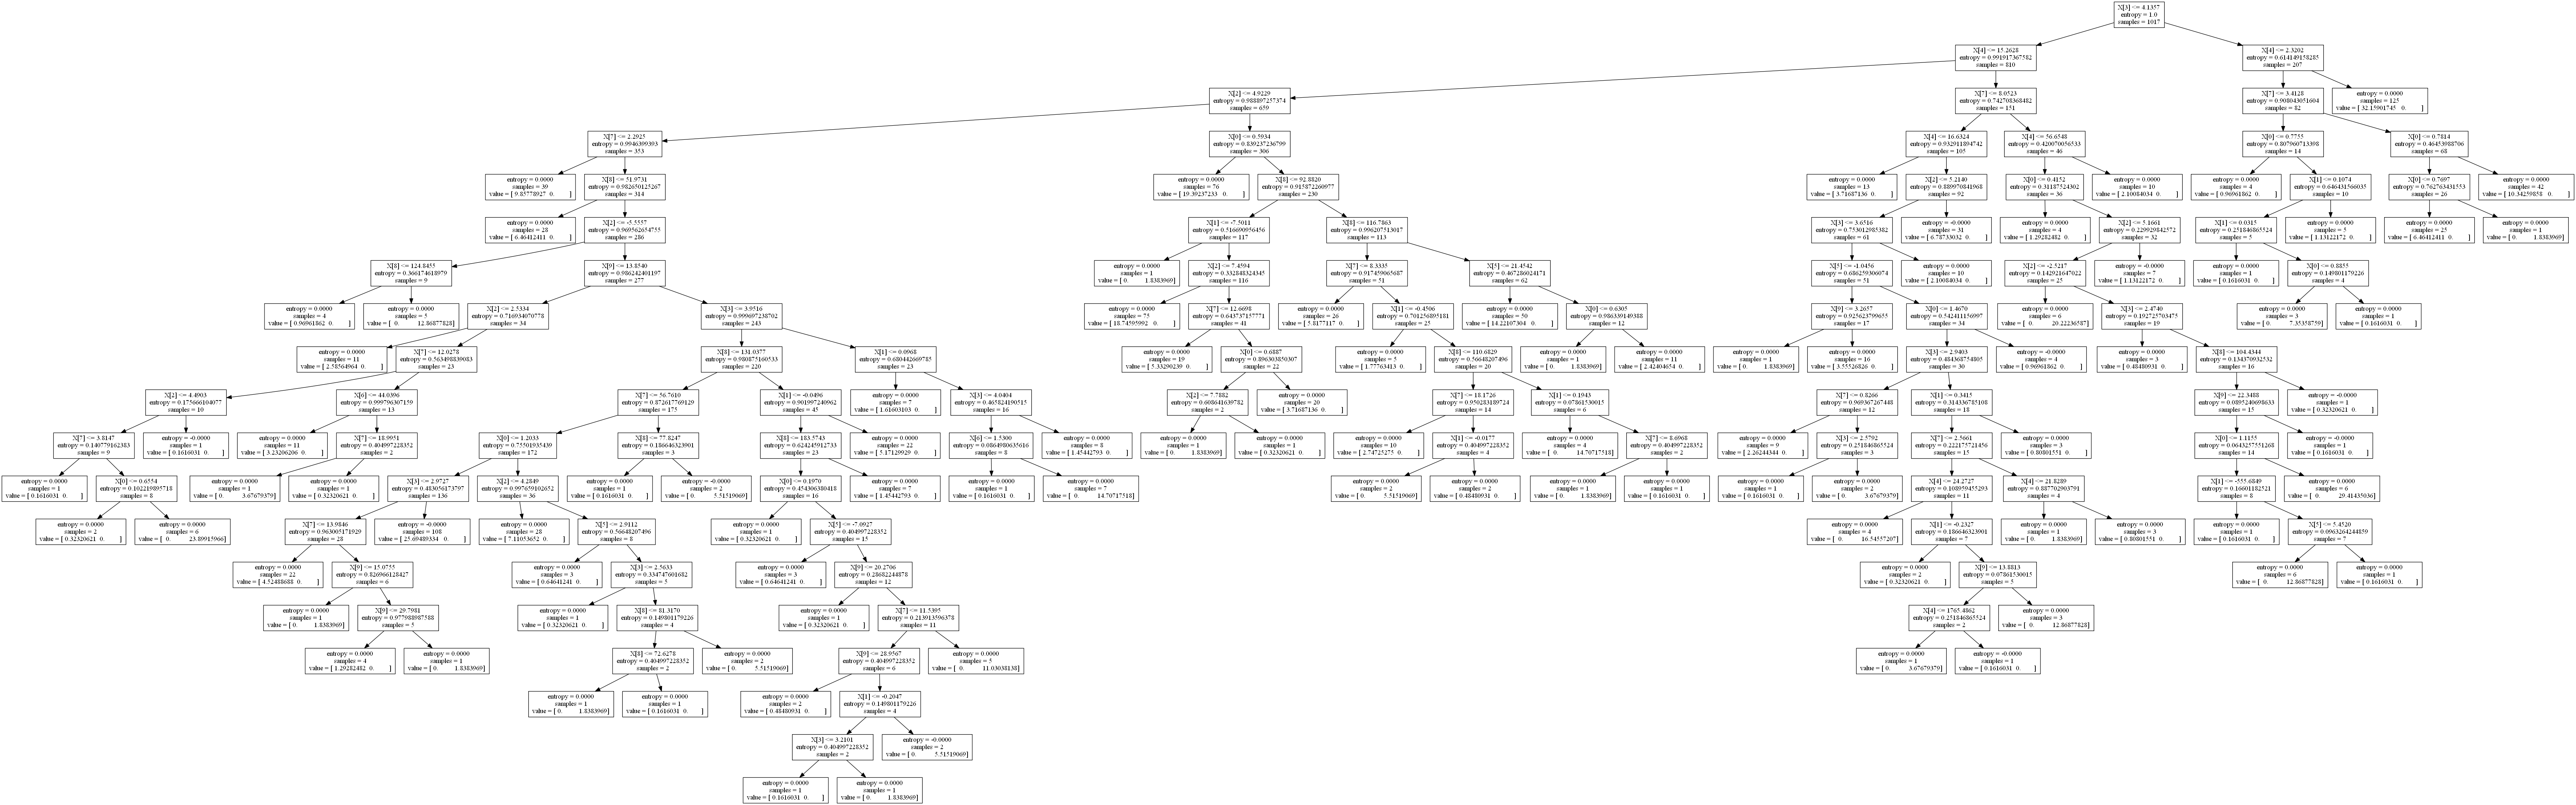 X[3] <= 4.1357
entropy = 1.0
samples = 1017
X[4] <= 15.2628
entropy = 0.991917367582
samples = 810
X[4] <= 2.3202
entropy = 0.614149158285
samples = 207
X[2] <= 4.9229
entropy = 0.988897257374
samples = 659
X[7] <= 8.0523
entropy = 0.742708368482
samples = 151
X[7] <= 3.4128
entropy = 0.908043051604
samples = 82
entropy = 0.0000
samples = 125
value = [ 32.15901745 0. ]
X[7] <= 2.2925
entropy = 0.9946399393
samples = 353
X[0] <= 0.5934
entropy = 0.839237236799
samples = 306
X[4] <= 16.6324
entropy = 0.932911894742
samples = 105
X[4] <= 56.6548
entropy = 0.420070056533
samples = 46
X[0] <= 0.7755
entropy = 0.807960713398
samples = 14
X[0] <= 0.7814
entropy = 0.46453988706
samples = 68
entropy = 0.0000
samples = 39
value = [ 9.85778927 0. ]
X[8] <= 51.9731
entropy = 0.982650125267
samples = 314
entropy = 0.0000
samples = 76
value = [ 19.39237233 0. ]
X[8] <= 92.8820
entropy = 0.915872260977
samples = 230
entropy = 0.0000
samples = 13
value = [ 3.71687136 0. ]
X[2] <= 5.2140
entropy = 0.889970841968
samples = 92
X[0] <= 0.4152
entropy = 0.31187524302
samples = 36
entropy = 0.0000
samples = 10
value = [ 2.10084034 0. ]
entropy = 0.0000
samples = 4
value = [ 0.96961862 0. ]
X[1] <= 0.1074
entropy = 0.646431566035
samples = 10
X[0] <= 0.7697
entropy = 0.762763431553
samples = 26
entropy = 0.0000
samples = 42
value = [ 10.34259858 0. ]
entropy = 0.0000
samples = 28
value = [ 6.46412411 0. ]
X[2] <= -5.5557
entropy = 0.969562654755
samples = 286
X[1] <= -7.5011
entropy = 0.516690956456
samples = 117
X[8] <= 116.7863
entropy = 0.996207513017
samples = 113
X[3] <= 3.6516
entropy = 0.753012985382
samples = 61
entropy = -0.0000
samples = 31
value = [ 6.78733032 0. ]
entropy = 0.0000
samples = 4
value = [ 1.29282482 0. ]
X[2] <= 5.1661
entropy = 0.229929842572
samples = 32
X[1] <= 0.0315
entropy = 0.251846865524
samples = 5
entropy = 0.0000
samples = 5
value = [ 1.13122172 0. ]
entropy = 0.0000
samples = 25
value = [ 6.46412411 0. ]
entropy = 0.0000
samples = 1
value = [ 0. 1.8383969]
X[8] <= 124.8455
entropy = 0.366174618979
samples = 9
X[9] <= 13.8540
entropy = 0.986242401197
samples = 277
entropy = 0.0000
samples = 1
value = [ 0. 1.8383969]
X[2] <= 7.4594
entropy = 0.332848324345
samples = 116
X[7] <= 8.3335
entropy = 0.917459065687
samples = 51
X[5] <= 21.4542
entropy = 0.467286024171
samples = 62
X[5] <= -1.0456
entropy = 0.686259306074
samples = 51
entropy = 0.0000
samples = 10
value = [ 2.10084034 0. ]
X[2] <= -2.5217
entropy = 0.142921647022
samples = 25
entropy = -0.0000
samples = 7
value = [ 1.13122172 0. ]
entropy = 0.0000
samples = 1
value = [ 0.1616031 0. ]
X[0] <= 0.8855
entropy = 0.149801179226
samples = 4
entropy = 0.0000
samples = 4
value = [ 0.96961862 0. ]
entropy = 0.0000
samples = 5
value = [ 0. 12.86877828]
X[2] <= 2.5334
entropy = 0.716934070778
samples = 34
X[3] <= 3.9516
entropy = 0.999697238702
samples = 243
entropy = 0.0000
samples = 75
value = [ 18.74595992 0. ]
X[7] <= 12.6698
entropy = 0.643737157771
samples = 41
entropy = 0.0000
samples = 26
value = [ 5.8177117 0. ]
X[1] <= -0.4506
entropy = 0.701256895181
samples = 25
entropy = 0.0000
samples = 50
value = [ 14.22107304 0. ]
X[0] <= 0.6305
entropy = 0.986339149388
samples = 12
X[9] <= 3.2657
entropy = 0.925623799655
samples = 17
X[0] <= 1.4670
entropy = 0.542411156997
samples = 34
entropy = 0.0000
samples = 6
value = [ 0. 20.22236587]
X[3] <= 2.4740
entropy = 0.192725703475
samples = 19
entropy = 0.0000
samples = 3
value = [ 0. 7.35358759]
entropy = 0.0000
samples = 1
value = [ 0.1616031 0. ]
entropy = 0.0000
samples = 11
value = [ 2.58564964 0. ]
X[7] <= 12.0278
entropy = 0.563498839083
samples = 23
X[8] <= 131.0377
entropy = 0.980875160533
samples = 220
X[1] <= 0.0968
entropy = 0.680442669785
samples = 23
entropy = 0.0000
samples = 19
value = [ 5.33290239 0. ]
X[0] <= 0.6887
entropy = 0.896303850307
samples = 22
entropy = 0.0000
samples = 5
value = [ 1.77763413 0. ]
X[8] <= 110.6829
entropy = 0.56648207496
samples = 20
entropy = 0.0000
samples = 1
value = [ 0. 1.8383969]
entropy = 0.0000
samples = 11
value = [ 2.42404654 0. ]
entropy = 0.0000
samples = 1
value = [ 0. 1.8383969]
entropy = 0.0000
samples = 16
value = [ 3.55526826 0. ]
X[3] <= 2.9403
entropy = 0.484368754805
samples = 30
entropy = -0.0000
samples = 4
value = [ 0.96961862 0. ]
entropy = 0.0000
samples = 3
value = [ 0.48480931 0. ]
X[8] <= 104.4344
entropy = 0.134370932532
samples = 16
X[2] <= 4.4903
entropy = 0.175666104077
samples = 10
X[6] <= 44.0396
entropy = 0.999796307159
samples = 13
X[7] <= 56.7610
entropy = 0.872617769129
samples = 175
X[1] <= -0.0496
entropy = 0.901997240962
samples = 45
entropy = 0.0000
samples = 7
value = [ 1.61603103 0. ]
X[3] <= 4.0404
entropy = 0.465824190515
samples = 16
X[2] <= 7.7882
entropy = 0.608641639782
samples = 2
entropy = 0.0000
samples = 20
value = [ 3.71687136 0. ]
X[7] <= 18.1726
entropy = 0.950283189724
samples = 14
X[1] <= 0.1943
entropy = 0.07861530015
samples = 6
X[7] <= 0.8266
entropy = 0.969367267448
samples = 12
X[1] <= 0.3415
entropy = 0.314336785108
samples = 18
X[9] <= 22.3488
entropy = 0.0895240698633
samples = 15
entropy = -0.0000
samples = 1
value = [ 0.32320621 0. ]
X[7] <= 3.8147
entropy = 0.140779162383
samples = 9
entropy = -0.0000
samples = 1
value = [ 0.1616031 0. ]
entropy = 0.0000
samples = 11
value = [ 3.23206206 0. ]
X[7] <= 18.9951
entropy = 0.404997228352
samples = 2
X[0] <= 1.2033
entropy = 0.75501935439
samples = 172
X[8] <= 77.8247
entropy = 0.186646323901
samples = 3
X[8] <= 183.5743
entropy = 0.624245912733
samples = 23
entropy = 0.0000
samples = 22
value = [ 5.17129929 0. ]
X[6] <= 1.5300
entropy = 0.0864980635616
samples = 8
entropy = 0.0000
samples = 8
value = [ 1.45442793 0. ]
entropy = 0.0000
samples = 1
value = [ 0. 1.8383969]
entropy = 0.0000
samples = 1
value = [ 0.32320621 0. ]
entropy = 0.0000
samples = 10
value = [ 2.74725275 0. ]
X[1] <= -0.0177
entropy = 0.404997228352
samples = 4
entropy = 0.0000
samples = 4
value = [ 0. 14.70717518]
X[7] <= 8.6968
entropy = 0.404997228352
samples = 2
entropy = 0.0000
samples = 9
value = [ 2.26244344 0. ]
X[3] <= 2.5792
entropy = 0.251846865524
samples = 3
X[7] <= 2.5661
entropy = 0.222175721456
samples = 15
entropy = 0.0000
samples = 3
value = [ 0.80801551 0. ]
X[0] <= 1.1155
entropy = 0.0643257551268
samples = 14
entropy = -0.0000
samples = 1
value = [ 0.1616031 0. ]
entropy = 0.0000
samples = 1
value = [ 0.1616031 0. ]
X[0] <= 0.6554
entropy = 0.102219895718
samples = 8
entropy = 0.0000
samples = 1
value = [ 0. 3.67679379]
entropy = 0.0000
samples = 1
value = [ 0.32320621 0. ]
X[3] <= 2.9727
entropy = 0.483056173797
samples = 136
X[2] <= 4.2849
entropy = 0.997659102652
samples = 36
entropy = 0.0000
samples = 1
value = [ 0.1616031 0. ]
entropy = -0.0000
samples = 2
value = [ 0. 5.51519069]
X[0] <= 0.1970
entropy = 0.454306380418
samples = 16
entropy = 0.0000
samples = 7
value = [ 1.45442793 0. ]
entropy = 0.0000
samples = 1
value = [ 0.1616031 0. ]
entropy = 0.0000
samples = 7
value = [ 0. 14.70717518]
entropy = 0.0000
samples = 2
value = [ 0. 5.51519069]
entropy = 0.0000
samples = 2
value = [ 0.48480931 0. ]
entropy = 0.0000
samples = 1
value = [ 0. 1.8383969]
entropy = 0.0000
samples = 1
value = [ 0.1616031 0. ]
entropy = 0.0000
samples = 1
value = [ 0.1616031 0. ]
entropy = 0.0000
samples = 2
value = [ 0. 3.67679379]
X[4] <= 24.2727
entropy = 0.108959455293
samples = 11
X[4] <= 21.8289
entropy = 0.887702903791
samples = 4
X[1] <= -555.6849
entropy = 0.16601182521
samples = 8
entropy = 0.0000
samples = 6
value = [ 0. 29.41435036]
entropy = 0.0000
samples = 2
value = [ 0.32320621 0. ]
entropy = 0.0000
samples = 6
value = [ 0. 23.89915966]
X[7] <= 13.9846
entropy = 0.963005171929
samples = 28
entropy = -0.0000
samples = 108
value = [ 25.69489334 0. ]
entropy = 0.0000
samples = 28
value = [ 7.11053652 0. ]
X[5] <= 2.9112
entropy = 0.56648207496
samples = 8
entropy = 0.0000
samples = 1
value = [ 0.32320621 0. ]
X[5] <= -7.0927
entropy = 0.404997228352
samples = 15
entropy = 0.0000
samples = 4
value = [ 0. 16.54557207]
X[1] <= -0.2327
entropy = 0.186646323901
samples = 7
entropy = 0.0000
samples = 1
value = [ 0. 1.8383969]
entropy = 0.0000
samples = 3
value = [ 0.80801551 0. ]
entropy = 0.0000
samples = 1
value = [ 0.1616031 0. ]
X[5] <= 5.4520
entropy = 0.0963264244859
samples = 7
entropy = 0.0000
samples = 22
value = [ 4.52488688 0. ]
X[9] <= 15.0755
entropy = 0.826966128427
samples = 6
entropy = 0.0000
samples = 3
value = [ 0.64641241 0. ]
X[3] <= 2.5633
entropy = 0.334747601682
samples = 5
entropy = 0.0000
samples = 3
value = [ 0.64641241 0. ]
X[9] <= 20.2706
entropy = 0.28682244878
samples = 12
entropy = 0.0000
samples = 2
value = [ 0.32320621 0. ]
X[9] <= 13.8813
entropy = 0.07861530015
samples = 5
entropy = 0.0000
samples = 6
value = [ 0. 12.86877828]
entropy = 0.0000
samples = 1
value = [ 0.1616031 0. ]
entropy = 0.0000
samples = 1
value = [ 0. 1.8383969]
X[9] <= 29.7981
entropy = 0.977988987588
samples = 5
entropy = 0.0000
samples = 1
value = [ 0.32320621 0. ]
X[8] <= 81.3170
entropy = 0.149801179226
samples = 4
entropy = 0.0000
samples = 1
value = [ 0.32320621 0. ]
X[7] <= 11.5395
entropy = 0.213913596378
samples = 11
X[4] <= 1765.4862
entropy = 0.251846865524
samples = 2
entropy = 0.0000
samples = 3
value = [ 0. 12.86877828]
entropy = 0.0000
samples = 4
value = [ 1.29282482 0. ]
entropy = 0.0000
samples = 1
value = [ 0. 1.8383969]
X[8] <= 72.6278
entropy = 0.404997228352
samples = 2
entropy = 0.0000
samples = 2
value = [ 0. 5.51519069]
X[9] <= 28.9567
entropy = 0.404997228352
samples = 6
entropy = 0.0000
samples = 5
value = [ 0. 11.03038138]
entropy = 0.0000
samples = 1
value = [ 0. 3.67679379]
entropy = -0.0000
samples = 1
value = [ 0.1616031 0. ]
entropy = 0.0000
samples = 1
value = [ 0. 1.8383969]
entropy = 0.0000
samples = 1
value = [ 0.1616031 0. ]
entropy = 0.0000
samples = 2
value = [ 0.48480931 0. ]
X[1] <= -0.2047
entropy = 0.149801179226
samples = 4
X[3] <= 3.2101
entropy = 0.404997228352
samples = 2
entropy = -0.0000
samples = 2
value = [ 0. 5.51519069]
entropy = 0.0000
samples = 1
value = [ 0.1616031 0. ]
entropy = 0.0000
samples = 1
value = [ 0. 1.8383969]